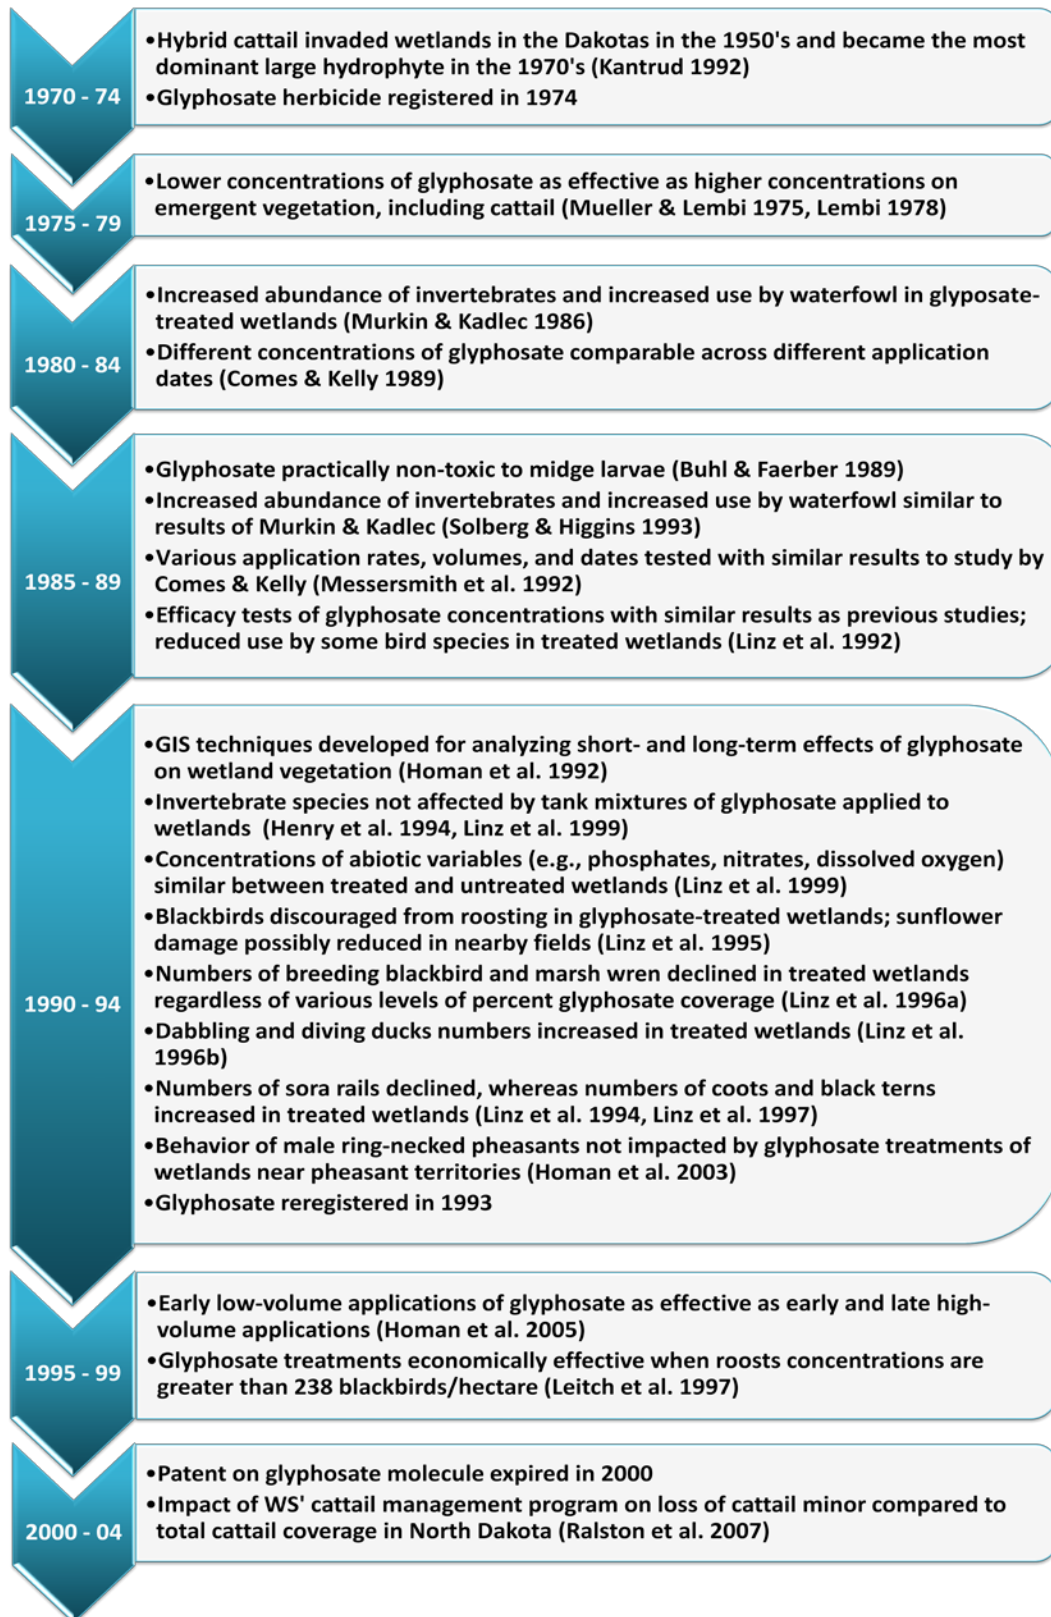 1970 - 74
•Hybrid cattail invaded wetlands in the Dakotas in the 1950's and became the most
dominant large hydrophyte in the 1970's (Kantrud 1992)
•Glyphosate herbicide registered in 1974
1975 - 79
•Lower concentrations of glyphosate as effective as higher concentrations on
emergent vegetation, including cattail (Mueller & Lembi 1975, Lembi 1978)
1980 - 84
•Increased abundance of invertebrates and increased use by waterfowl in glyposate-
treated wetlands (Murkin & Kadlec 1986)
•Different concentrations of glyphosate comparable across different application
dates (Comes & Kelly 1989)
1985 - 89
•Glyphosate practically non-toxic to midge larvae (Buhl & Faerber 1989)
•Increased abundance of invertebrates and increased use by waterfowl similar to
results of Murkin & Kadlec (Solberg & Higgins 1993)
•Various application rates, volumes, and dates tested with similar results to study by
Comes & Kelly (Messersmith et al. 1992)
•Efficacy tests of glyphosate concentrations with similar results as previous studies;
reduced use by some bird species in treated wetlands (Linz et al. 1992)
1990 - 94
•GIS techniques developed for analyzing short- and long-term effects of glyphosate
on wetland vegetation (Homan et al. 1992)
•Invertebrate species not affected by tank mixtures of glyphosate applied to
wetlands (Henry et al. 1994, Linz et al. 1999)
•Concentrations of abiotic variables (e.g., phosphates, nitrates, dissolved oxygen)
similar between treated and untreated wetlands (Linz et al. 1999)
•Blackbirds discouraged from roosting in glyphosate-treated wetlands; sunflower
damage possibly reduced in nearby fields (Linz et al. 1995)
•Numbers of breeding blackbird and marsh wren declined in treated wetlands
regardless of various levels of percent glyphosate coverage (Linz et al. 1996a)
•Dabbling and diving ducks numbers increased in treated wetlands (Linz et al.
1996b)
•Numbers of sora rails declined, whereas numbers of coots and black terns
increased in treated wetlands (Linz et al. 1994, Linz et al. 1997)
•Behavior of male ring-necked pheasants not impacted by glyphosate treatments of
wetlands near pheasant territories (Homan et al. 2003)
•Glyphosate reregistered in 1993
1995 - 99
•Early low-volume applications of glyphosate as effective as early and late high-
volume applications (Homan et al. 2005)
•Glyphosate treatments economically effective when roosts concentrations are
greater than 238 blackbirds/hectare (Leitch et al. 1997)
2000 - 04
•Patent on glyphosate molecule expired in 2000
•Impact of WS' cattail management program on loss of cattail minor compared to
total cattail coverage in North Dakota (Ralston et al. 2007)